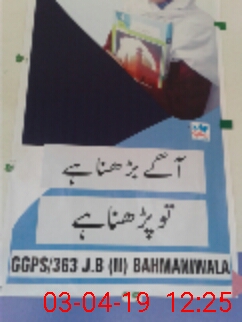 آگے بڑھنا ہے
تو پڑھنا ہے
GGPS/363 J.B (II) BAHMANIWALA
03-04-19 12:25